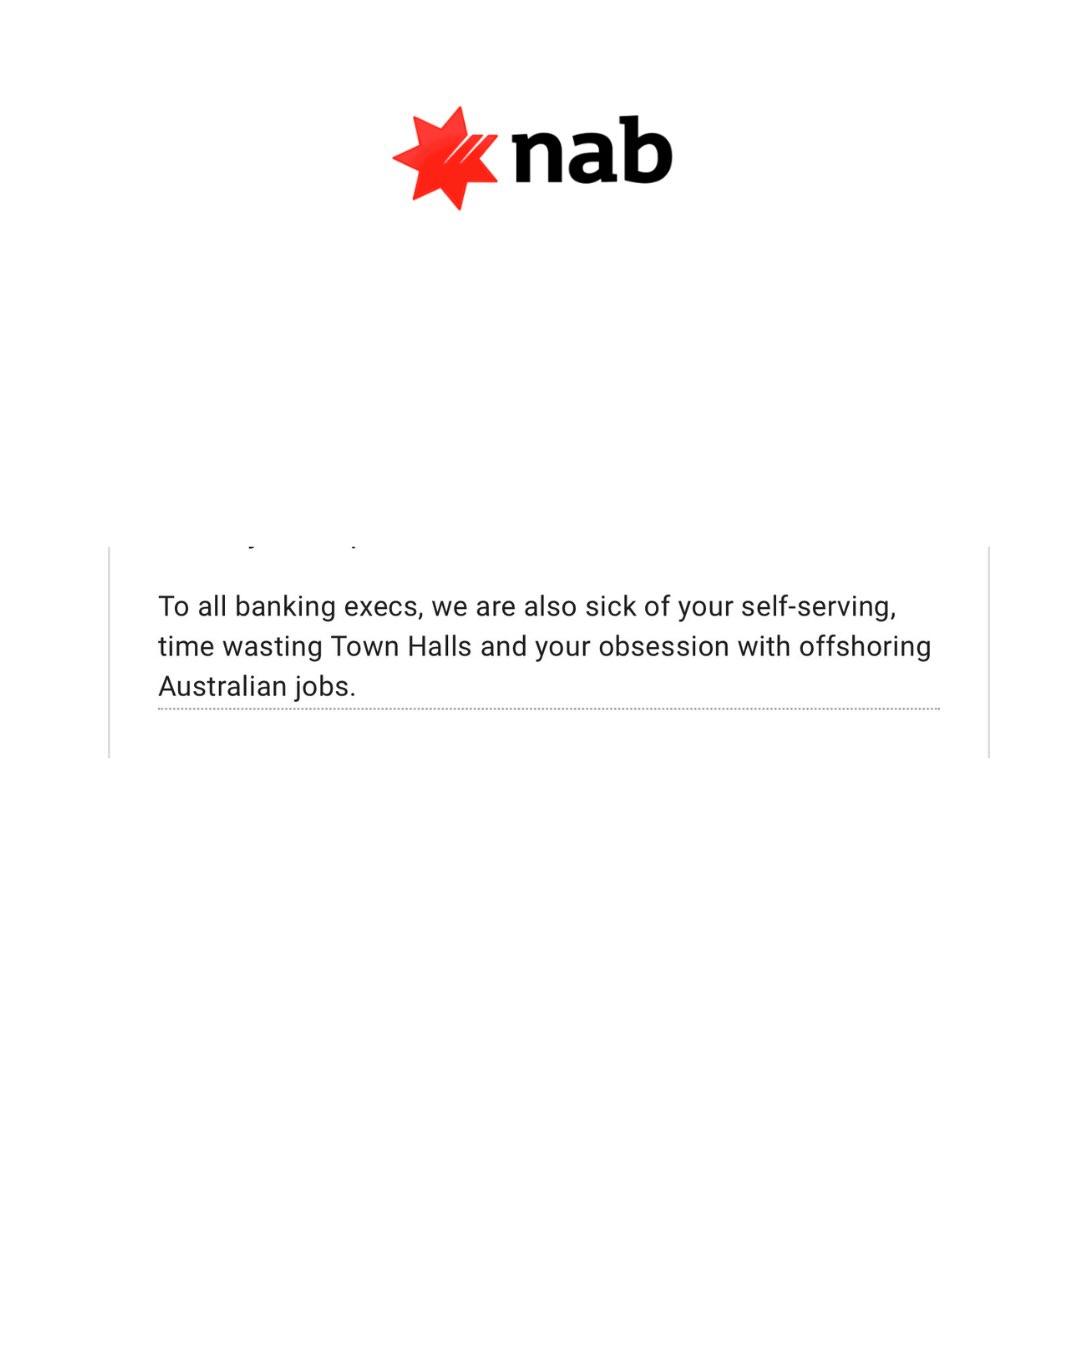 nab
To all banking execs, we are also sick of your self-serving,
time wasting Town Halls and your obsession with offshoring
Australian jobs.